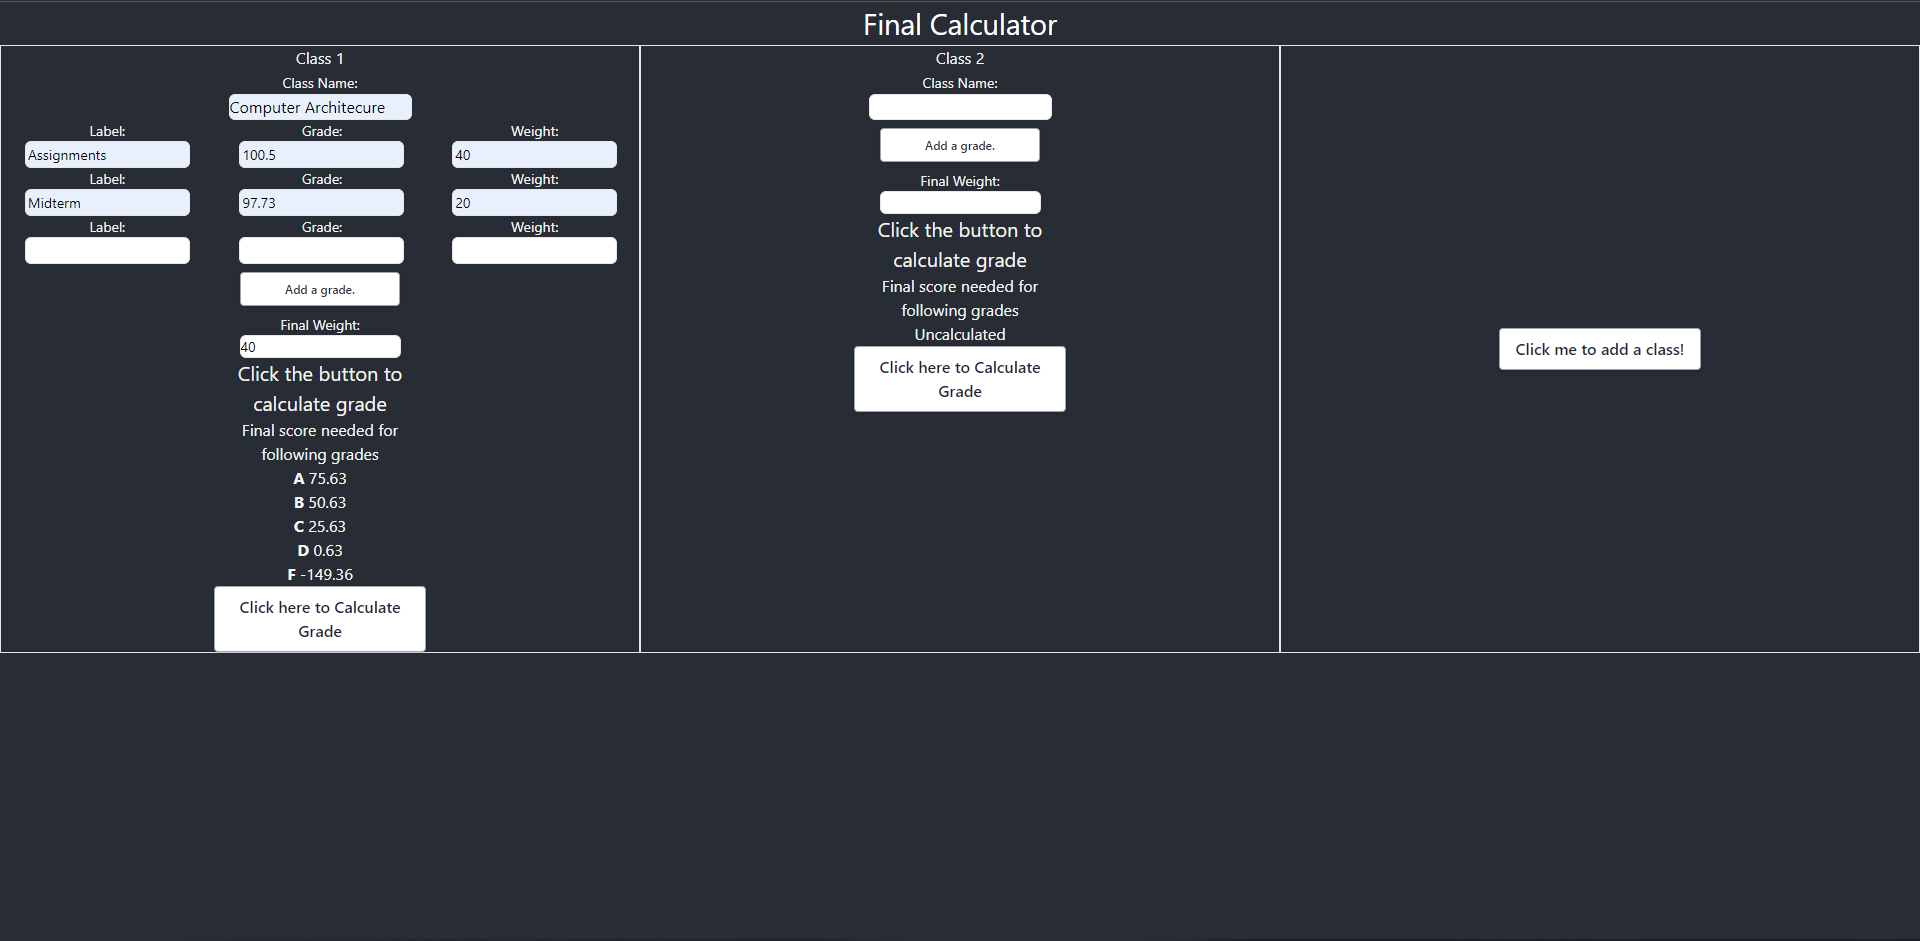 Final Calculator
Class 1
Class Name:
Computer Architecure
Label: Grade: Weight:
Assignments 100.5 40
Label: Grade: Weight:
Midterm 97.73 20
Label: Grade: Weight:
Add a grade.
Final Weight:
40
Click the button to
calculate grade
Final score needed for
following grades
A 75.63
B 50.63
C 25.63
D 0.63
F -149.36
Click here to Calculate
Grade
Class 2
Class Name:
Add a grade.
Final Weight:
Click the button to
calculate grade
Final score needed for
following grades
Uncalculated
Click here to Calculate
Grade
Click me to add a class!